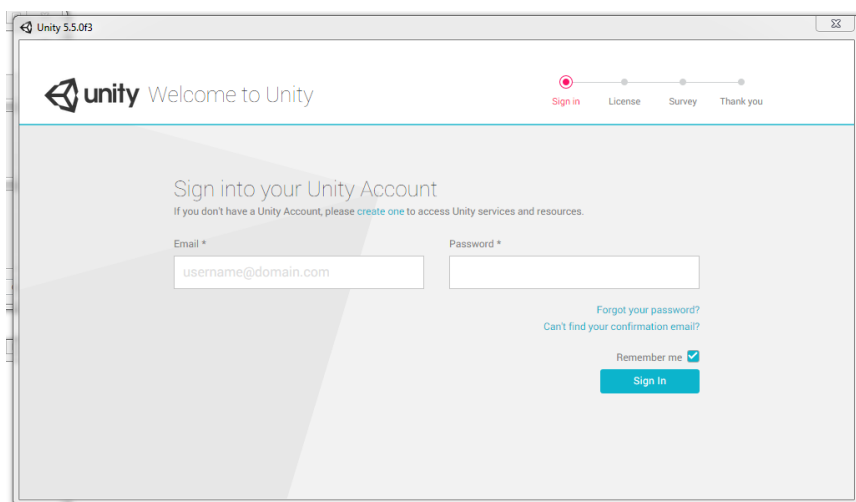 Unity 5.5.0f3
unity Welcome to Unity
Sign in License Survey Thank you
Sign into your Unity Account
If you don't have a Unity Account, please create one to access Unity services and resources.
Email * Password *
username@domain.com
Forgot your password?
Can't find your confirmation email?
Remember me
Sign In